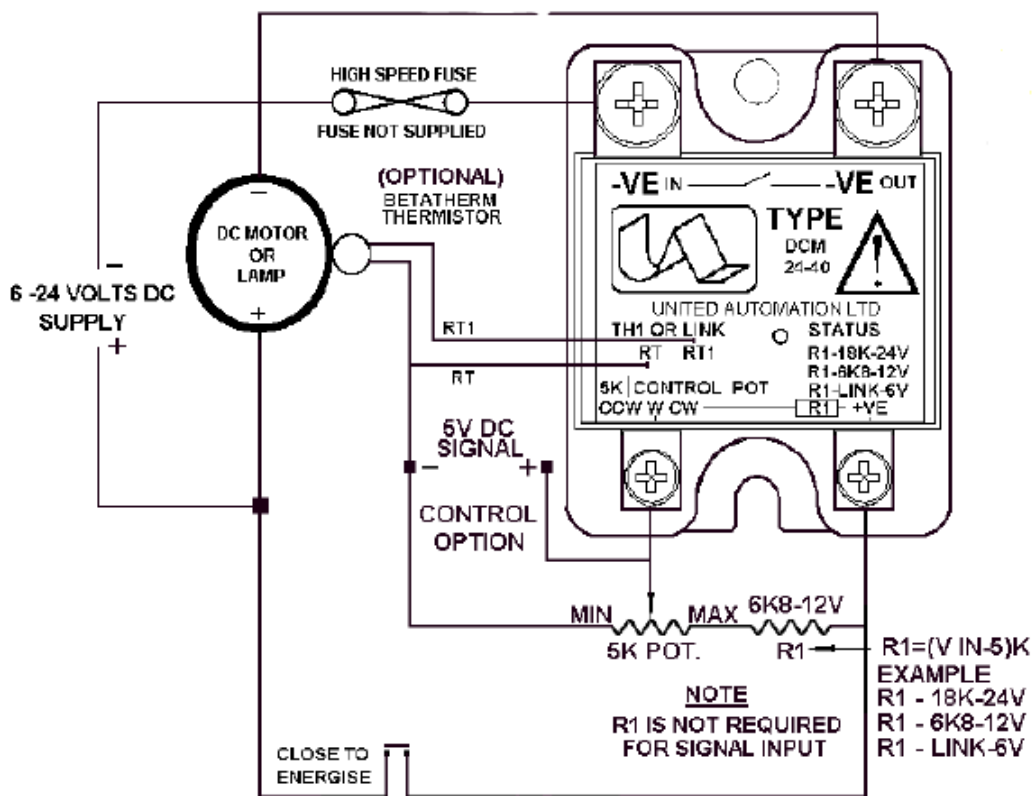 HIGH SPEED FUSE
FUSE NOT SUPPLIED
(OPTIONAL)
BETATHERM
THERMISTOR
-VE IN -VE OUT
TYPE
DCM
24-40
!
UNITED AUTOMATION LTD
TH1 OR LINK
RT RT1
STATUS
R1-18K-24V
R1-6K8-12V
R1-LINK-6V
5K CONTROL POT
CCW W CW R1 +VE
−
DC MOTOR
OR
LAMP
+
−
6 -24 VOLTS DC
SUPPLY
+
RT1
RT
5V DC
SIGNAL
− +
CONTROL
OPTION
MIN MAX 6K8-12V
5K POT. R1
R1=(V IN-5)K
EXAMPLE
R1 - 18K-24V
R1 - 6K8-12V
R1 - LINK-6V
NOTE
R1 IS NOT REQUIRED
FOR SIGNAL INPUT
CLOSE TO
ENERGISE